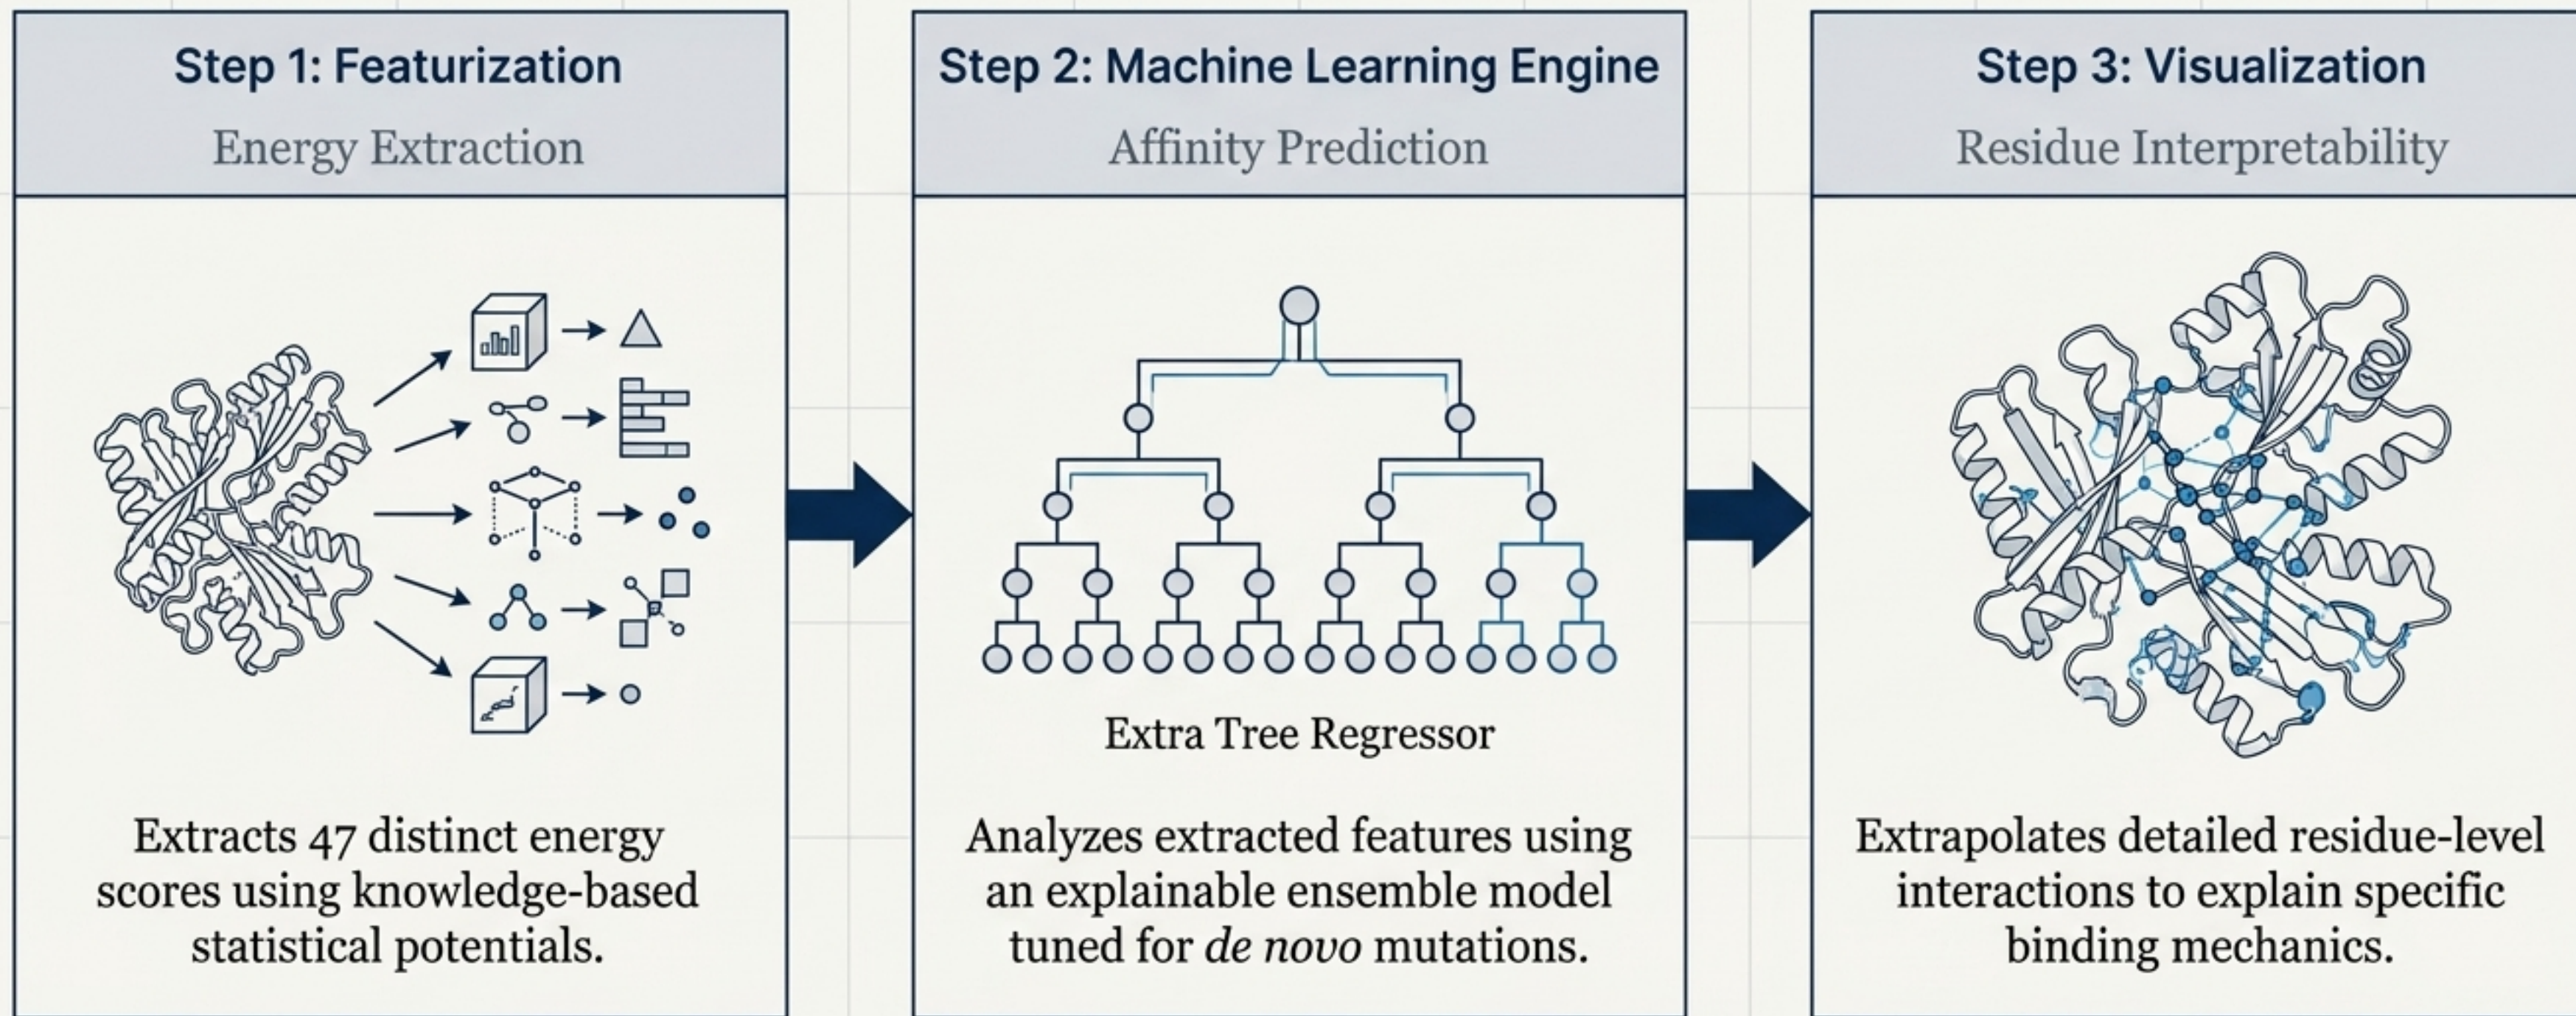 Step 1: Featurization
Energy Extraction
Extracts 47 distinct energy
scores using knowledge-based
statistical potentials.
Step 2: Machine Learning Engine
Affinity Prediction
Extra Tree Regressor
Analyzes extracted features using
an explainable ensemble model
tuned for de novo mutations.
Step 3: Visualization
Residue Interpretability
Extrapolates detailed residue-level
interactions to explain specific
binding mechanics.